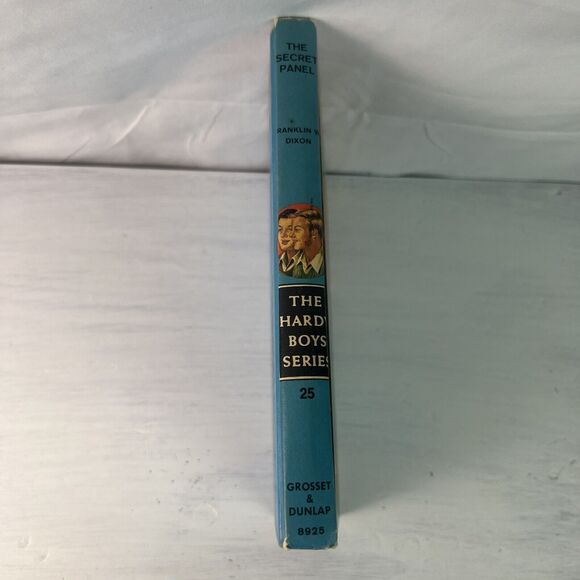 THE
SECRET
PANEL
RANKLIN W
DIXON
THE
HARDY
BOYS
SERIES
25
GROSSET
&
DUNLAP
8925